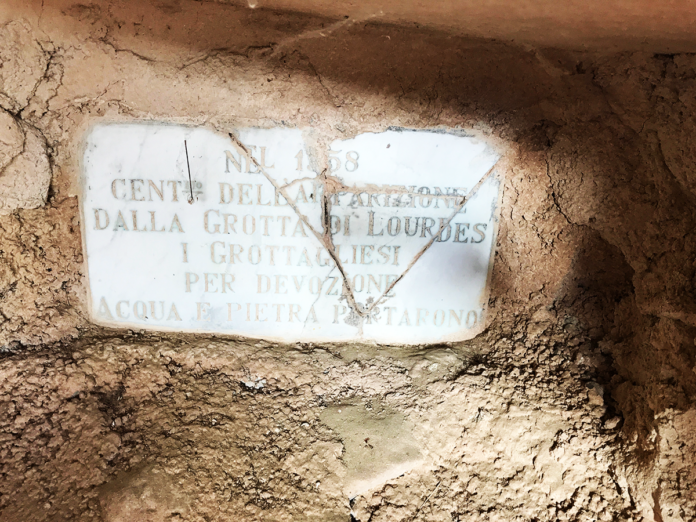 NEL 1958
CENT° DELL'APPARIZIONE
DALLA GROTTA DI LOURDES
I GROTTAGLIESI
PER DEVOZIONE
ACQUA E PIETRA PORTARONO